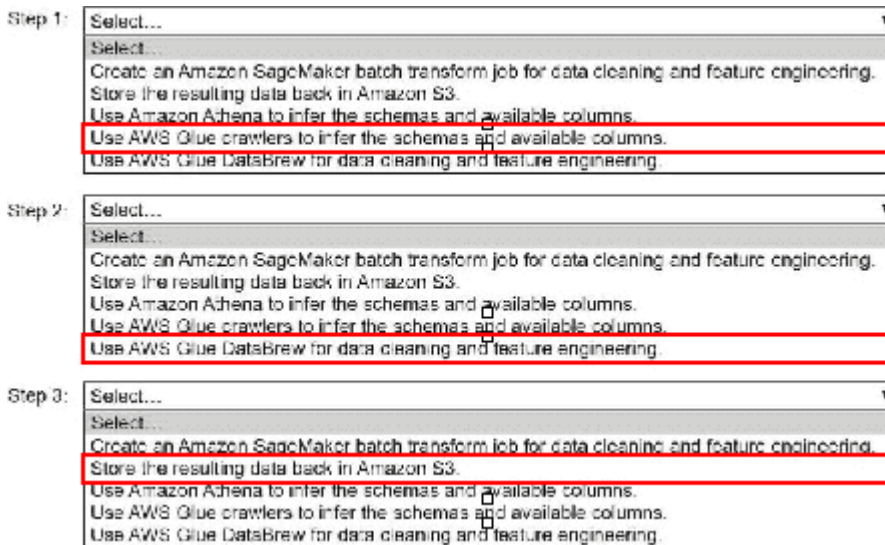 Step 1: Select...
Select...
Create an Amazon SageMaker batch transform job for data cleaning and feature engineering.
Store the resulting data back in Amazon S3.
Use Amazon Athena to infer the schemas and available columns.
Use AWS Glue crawlers to infer the schemas and available columns.
Use AWS Glue DataBrew for data cleaning and feature engineering.
Step 2: Select...
Select...
Create an Amazon SageMaker batch transform job for data cleaning and feature engineering.
Store the resulting data back in Amazon S3.
Use Amazon Athena to infer the schemas and available columns.
Use AWS Glue crawlers to infer the schemas and available columns.
Use AWS Glue DataBrew for data cleaning and feature engineering.
Step 3: Select...
Select...
Create an Amazon SageMaker batch transform job for data cleaning and feature engineering.
Store the resulting data back in Amazon S3.
Use Amazon Athena to infer the schemas and available columns.
Use AWS Glue crawlers to infer the schemas and available columns.
Use AWS Glue DataBrew for data cleaning and feature engineering.